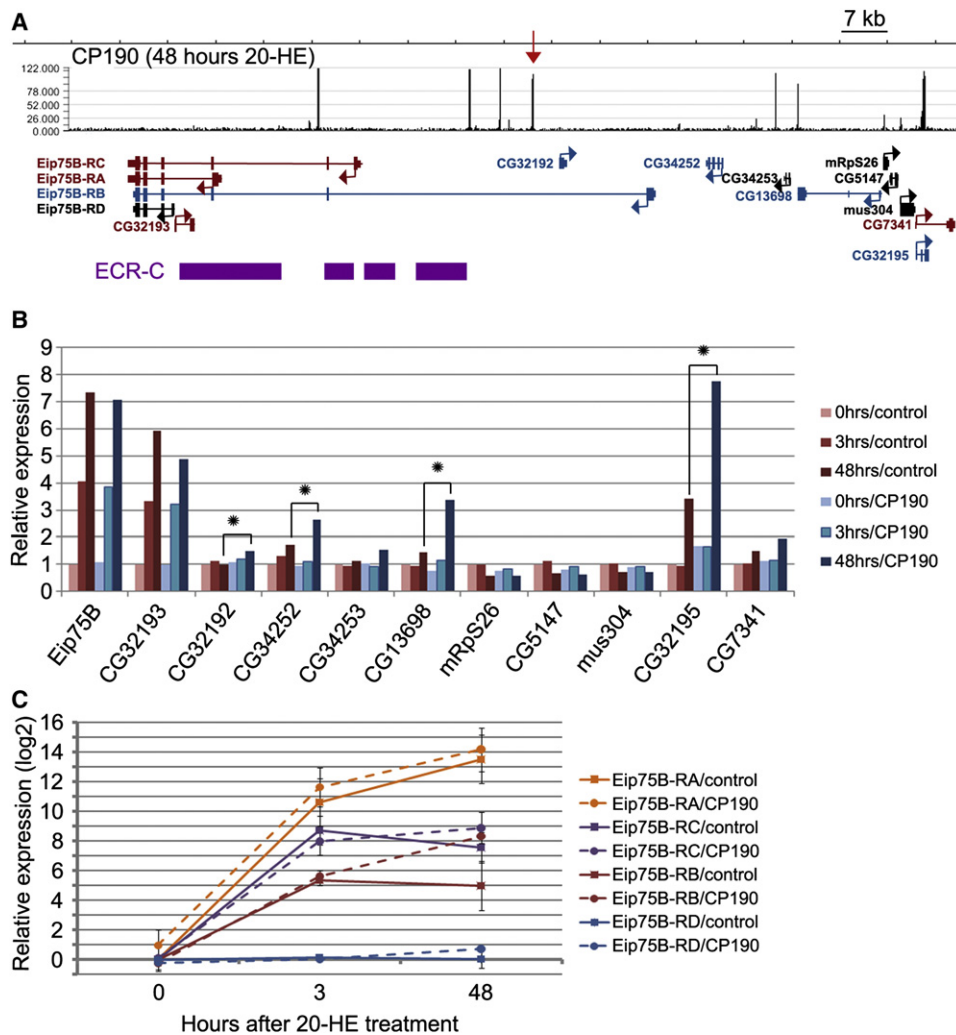 A
7 kb
CP190 (48 hours 20-HE)
122.000
78.000
52.000
26.000
0.000
Eip75B-RC
Eip75B-RA
Eip75B-RB
Eip75B-RD
CG32193
CG32192
CG34252
CG34253
CG13698
mRpS26
CG5147
mus304
CG7341
CG32195
ECR-C
B
Relative expression
9
8
7
6
5
4
3
2
1
0
Eip75B
CG32193
CG32192
CG34252
CG34253
CG13698
mRpS26
CG5147
mus304
CG32195
CG7341
0hrs/control
3hrs/control
48hrs/control
0hrs/CP190
3hrs/CP190
48hrs/CP190
C
Relative expression (log2)
16
14
12
10
8
6
4
2
0
0 3 48
Hours after 20-HE treatment
Eip75B-RA/control
Eip75B-RA/CP190
Eip75B-RC/control
Eip75B-RC/CP190
Eip75B-RB/control
Eip75B-RB/CP190
Eip75B-RD/control
Eip75B-RD/CP190